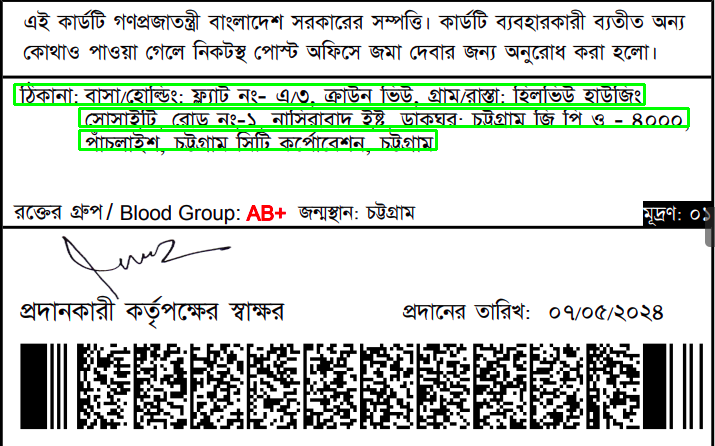 এই কার্ডটি গণপ্রজাতন্ত্রী বাংলাদেশ সরকারের সম্পত্তি। কার্ডটি ব্যবহারকারী ব্যতীত অন্য
কোথাও পাওয়া গেলে নিকটস্থ পোস্ট অফিসে জমা দেবার জন্য অনুরোধ করা হলো।
ঠিকানা: বাসা/হোল্ডিং: ফ্ল্যাট নং- এ/৩, ক্রাউন ভিউ, গ্রাম/রাস্তা: হিলভিউ হাউজিং
সোসাইটি, রোড নং-১, নাসিরাবাদ ইষ্ট, ডাকঘর: চট্টগ্রাম জি পি ও - ৪০০০,
পাঁচলাইশ, চট্টগ্রাম সিটি কর্পোরেশন, চট্টগ্রাম
রক্তের গ্রুপ / Blood Group: AB+ জন্মস্থান: চট্টগ্রাম মুদ্রণ: ০১
প্রদানকারী কর্তৃপক্ষের স্বাক্ষর প্রদানের তারিখ: ০৭/০৫/২০২৪